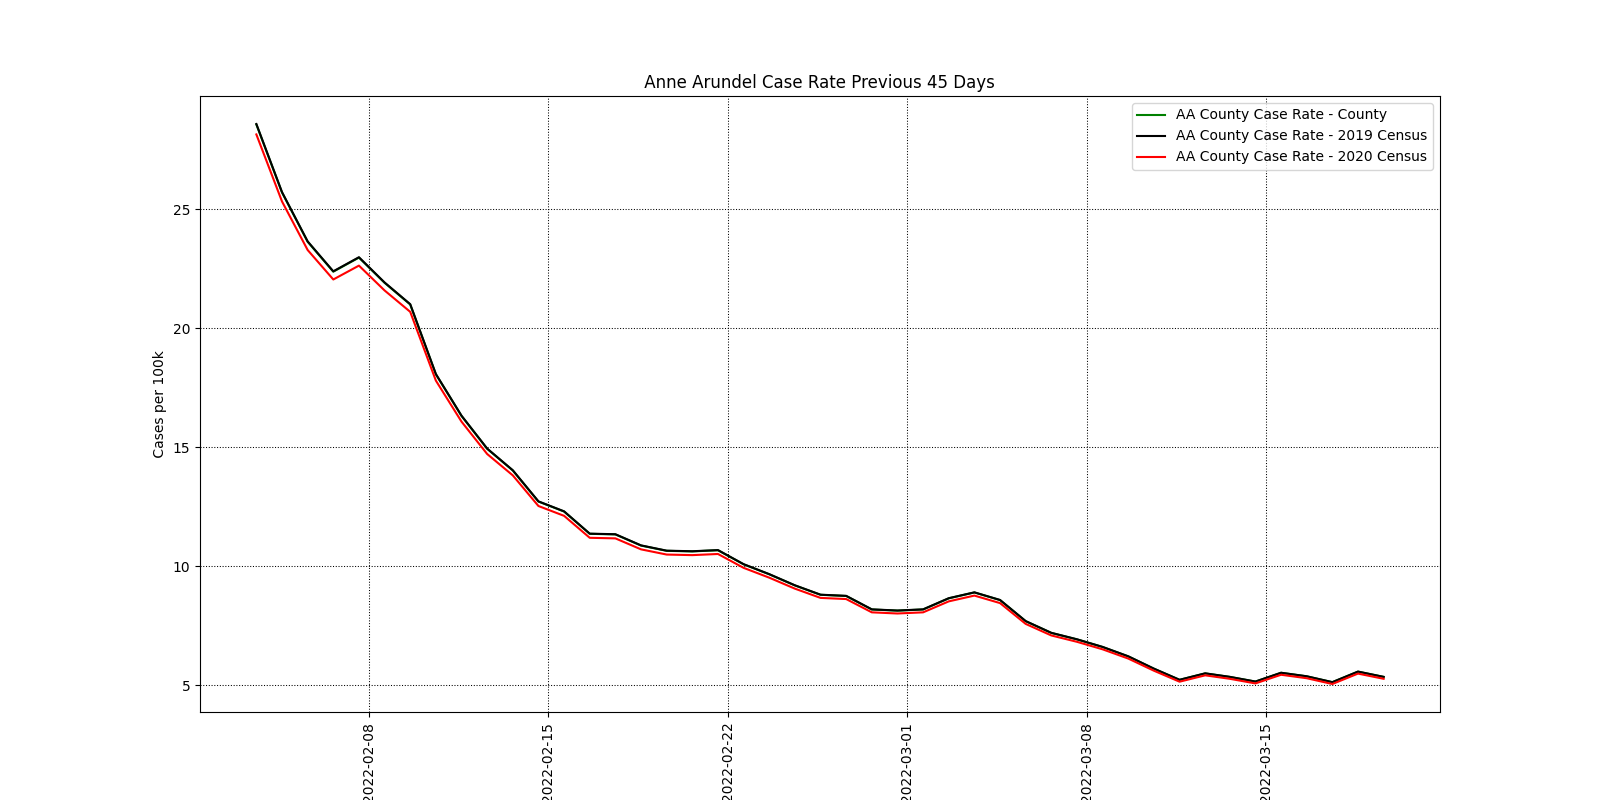 Anne Arundel Case Rate Previous 45 Days
AA County Case Rate - County
AA County Case Rate - 2019 Census
AA County Case Rate - 2020 Census
Cases per 100k
25
20
15
10
5
2022-02-08
2022-02-15
2022-02-22
2022-03-01
2022-03-08
2022-03-15